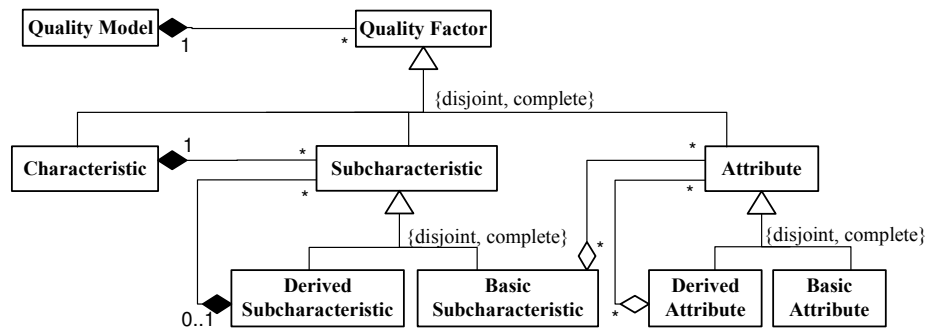 Quality Model
1
*
Quality Factor
{disjoint, complete}
Characteristic
1
*
Subcharacteristic
*
*
Attribute
*
{disjoint, complete}
*
{disjoint, complete}
0..1
Derived
Subcharacteristic
Basic
Subcharacteristic
*
Derived
Attribute
Basic
Attribute